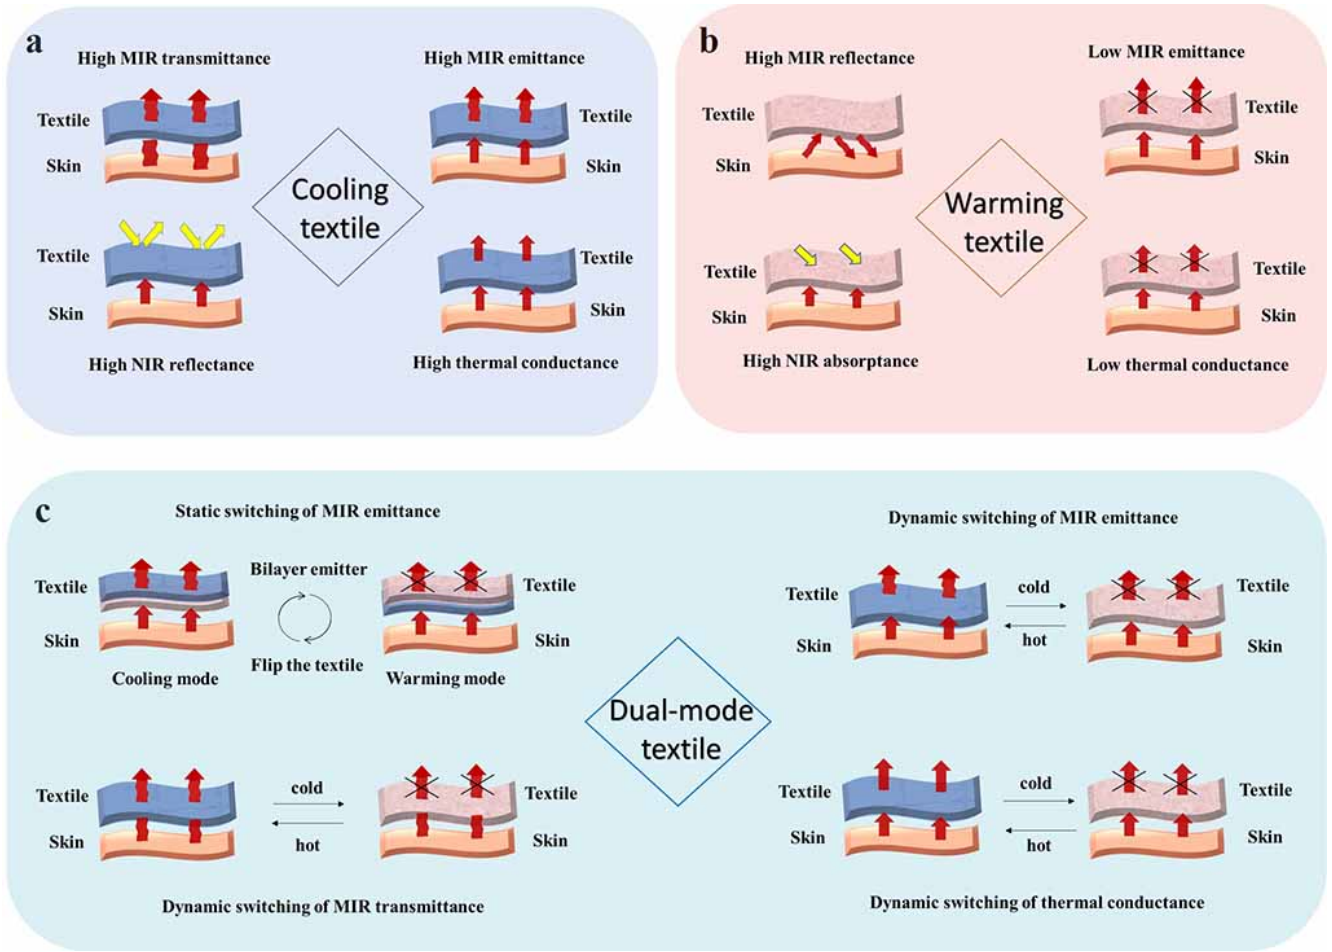 a
High MIR transmittance
High MIR emittance
Textile
Skin
Textile
Skin
Cooling
textile
Textile
Skin
Textile
Skin
High NIR reflectance
High thermal conductance
b
High MIR reflectance
Low MIR emittance
Textile
Skin
Textile
Skin
Warming
textile
Textile
Skin
Textile
Skin
High NIR absorptance
Low thermal conductance
c
Static switching of MIR emittance
Textile
Skin
Bilayer emitter
Flip the textile
Textile
Skin
Cooling mode
Warming mode
Dynamic switching of MIR emittance
Textile
Skin
cold
hot
Textile
Skin
Dual-mode
textile
Textile
Skin
cold
hot
Textile
Skin
Dynamic switching of MIR transmittance
Textile
Skin
cold
hot
Textile
Skin
Dynamic switching of thermal conductance